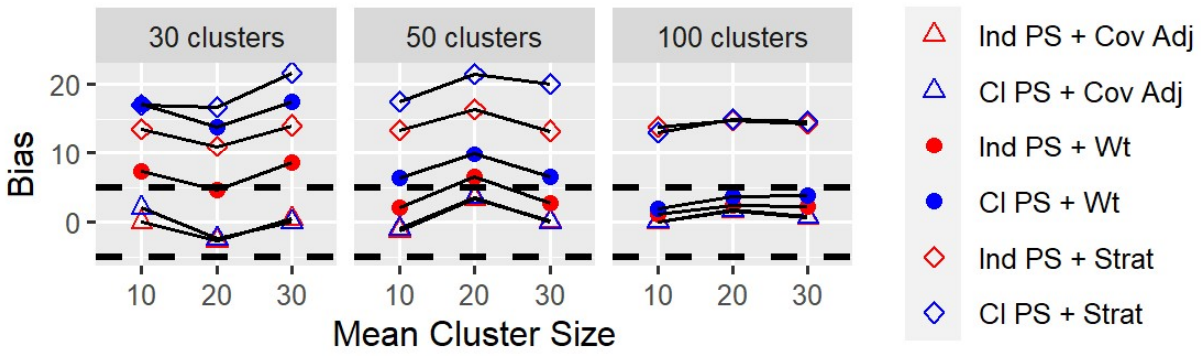 30 clusters
50 clusters
100 clusters
Bias
20
10
0
10 20 30
10 20 30
10 20 30
Mean Cluster Size
Ind PS + Cov Adj
Cl PS + Cov Adj
Ind PS + Wt
Cl PS + Wt
Ind PS + Strat
Cl PS + Strat